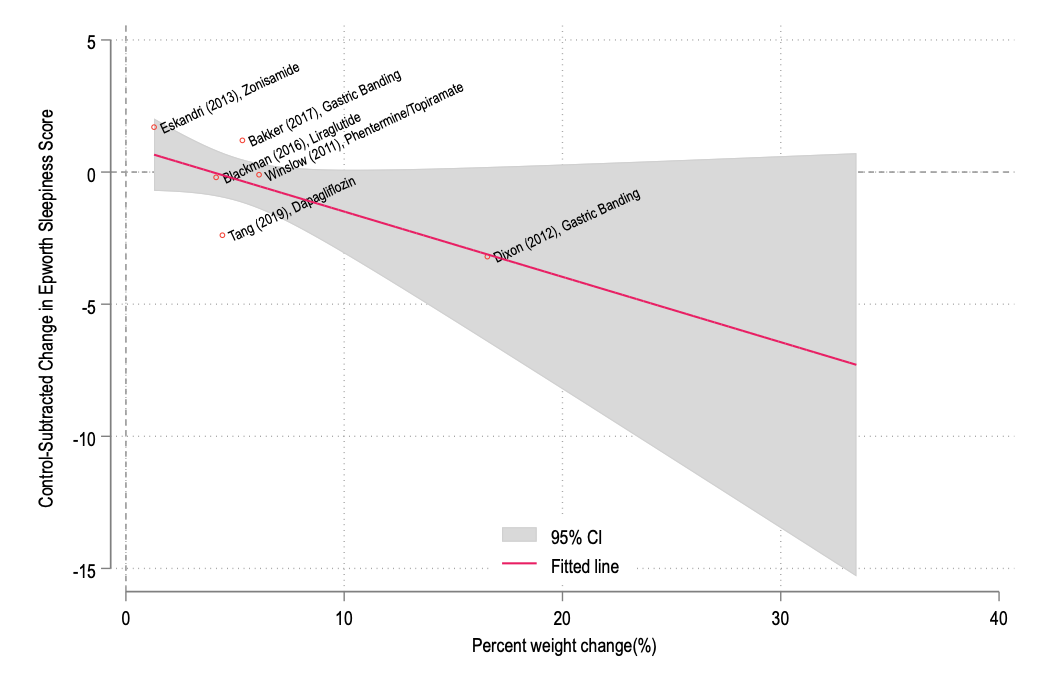 Control-Subtracted Change in Epworth Sleepiness Score
5
0
-5
-10
-15
Eskandri (2013), Zonisamide
Bakker (2017), Gastric Banding
Blackman (2016), Liraglutide
Winslow (2011), Phentermine/Topiramate
Tang (2019), Dapagliflozin
Dixon (2012), Gastric Banding
95% CI
Fitted line
0 10 20 30 40
Percent weight change(%)